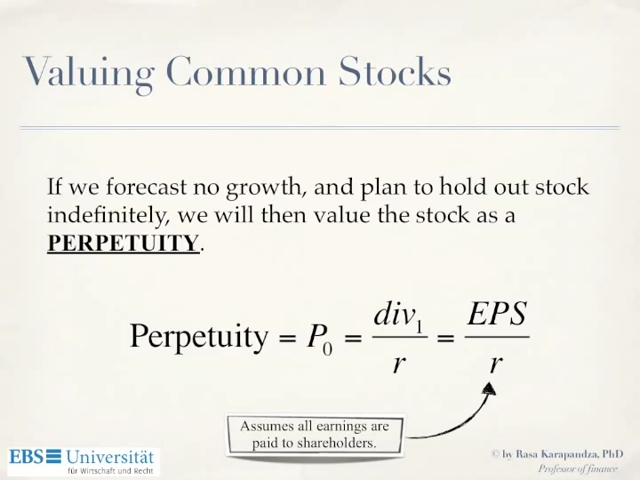 Valuing Common Stocks
If we forecast no growth, and plan to hold out stock
indefinitely, we will then value the stock as a
PERPETUITY.
Perpetuity = P₀ = div₁ / r = EPS / r
Assumes all earnings are
paid to shareholders.
EBS Universität
für Wirtschaft und Recht
© by Rasa Karapandza, PhD
Professor of finance